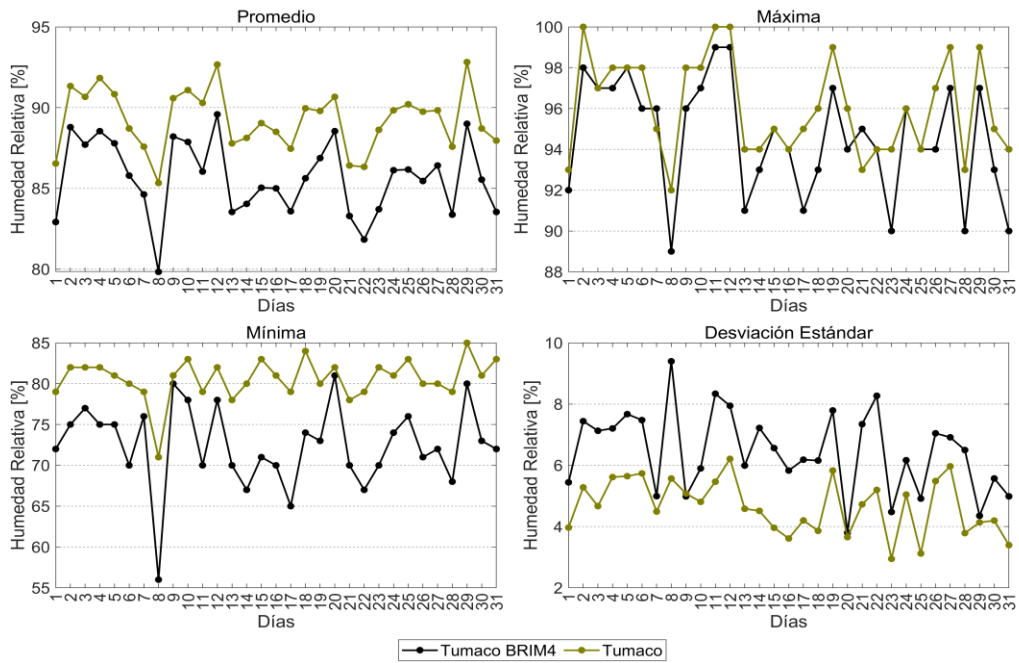 Promedio
Humedad Relativa [%]
95
90
85
80
1 2 3 4 5 6 7 8 9 10 11 12 13 14 15 16 17 18 19 20 21 22 23 24 25 26 27 28 29 30 31
Días
Máxima
Humedad Relativa [%]
100
98
96
94
92
90
88
1 2 3 4 5 6 7 8 9 10 11 12 13 14 15 16 17 18 19 20 21 22 23 24 25 26 27 28 29 30 31
Días
Mínima
Humedad Relativa [%]
85
80
75
70
65
60
55
1 2 3 4 5 6 7 8 9 10 11 12 13 14 15 16 17 18 19 20 21 22 23 24 25 26 27 28 29 30 31
Días
Desviación Estándar
Humedad Relativa [%]
10
8
6
4
2
1 2 3 4 5 6 7 8 9 10 11 12 13 14 15 16 17 18 19 20 21 22 23 24 25 26 27 28 29 30 31
Días
Tumaco BRIM4 Tumaco